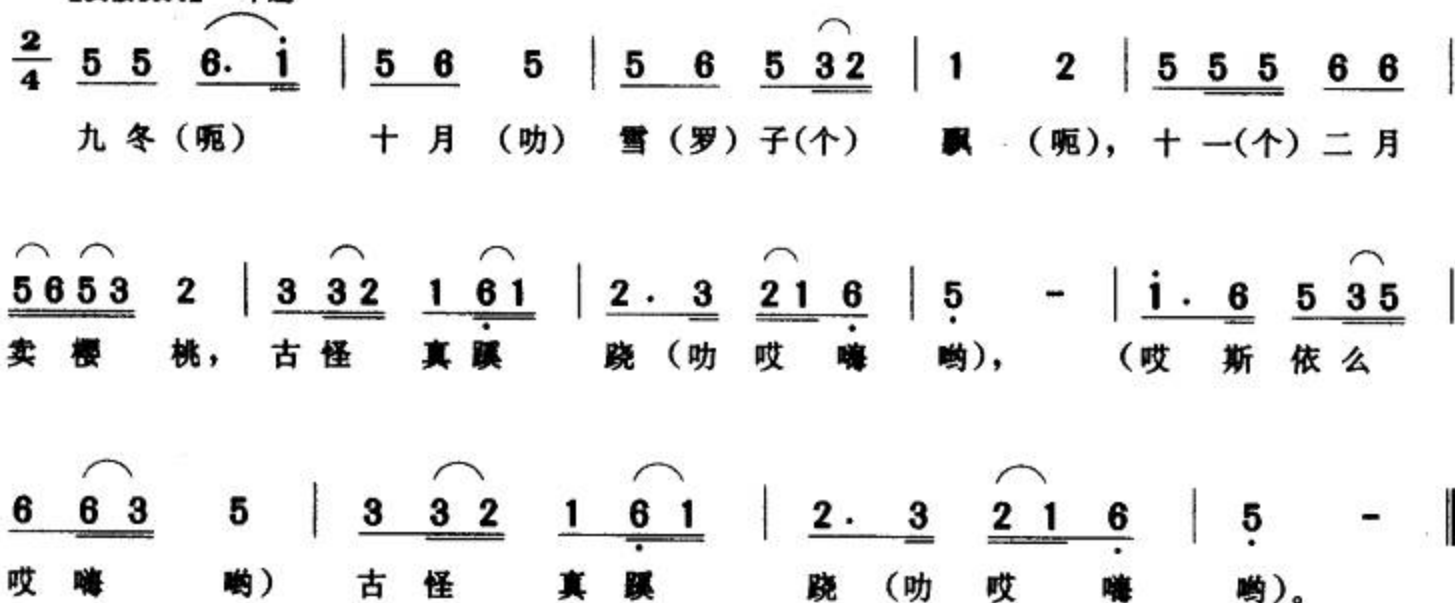 2/4 5 5 6. i | 5 6 5 | 5 6 5 3 2 | 1 2 | 5 5 5 6 6 |
九 冬（呃） 十 月 （叻） 雪（罗）子(个） 飘 （呃）， 十 一(个）二 月
5 6 5 3 2 | 3 3 2 1 6 1 | 2 . 3 2 1 6 | 5 - | i . 6 5 3 5 |
卖 樱 桃， 古 怪 真 蹊 跷（叻 哎 嗨 哟）， （哎 斯 依 么
6 6 3 5 | 3 3 2 1 6 1 | 2 . 3 2 1 6 | 5 - ‖
哎 嗨 哟） 古 怪 真 蹊 跷 （叻 哎 嗨 哟）。